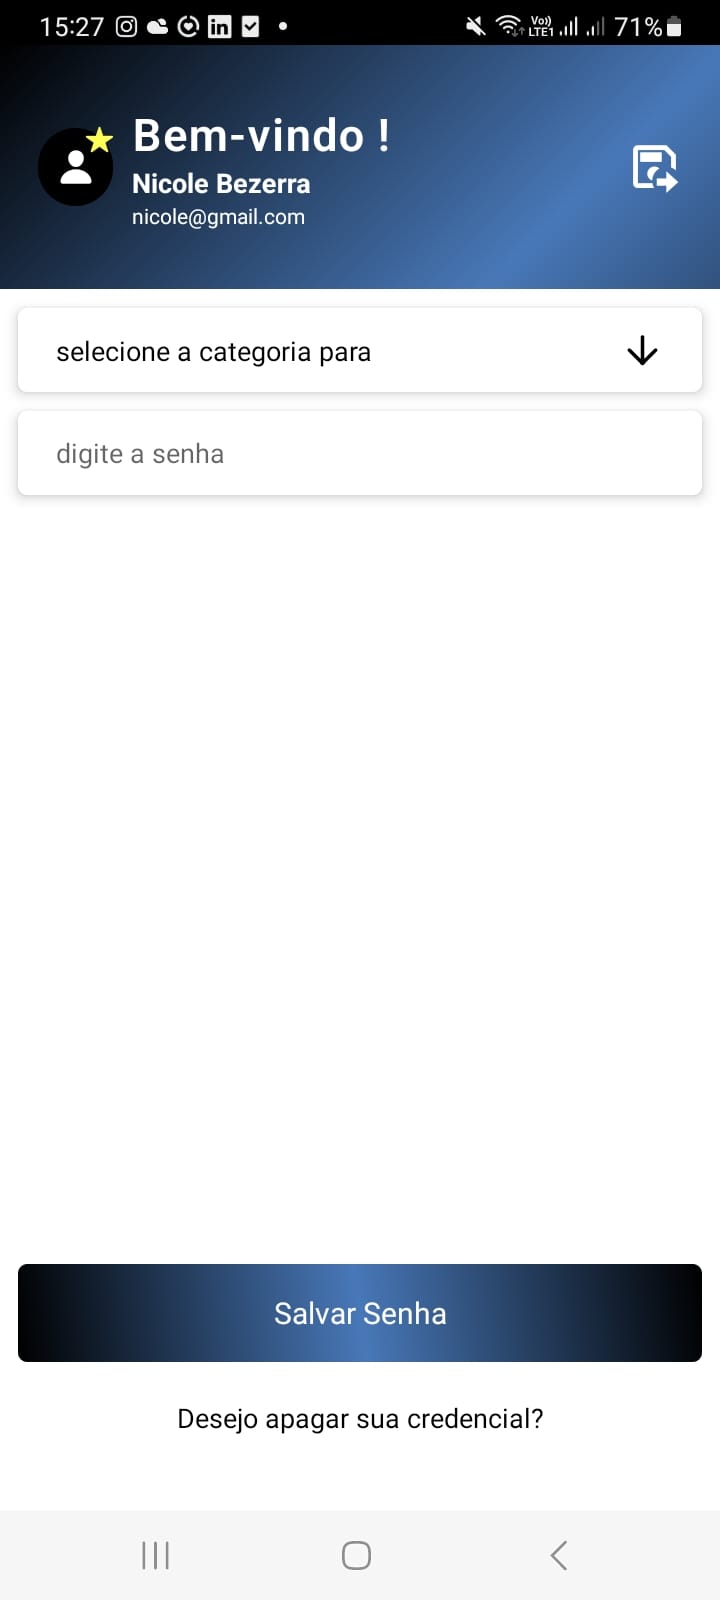 15:27
Vo)) LTE1 71%
Bem-vindo !
Nicole Bezerra
nicole@gmail.com
selecione a categoria para
digite a senha
Salvar Senha
Desejo apagar sua credencial?